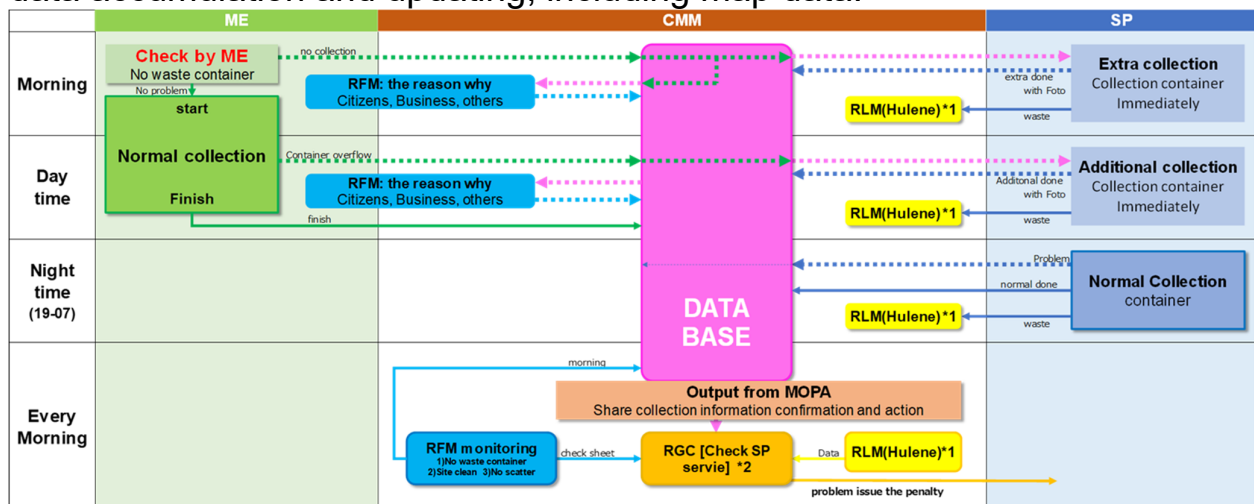 data accumulation and updating, including map data.
ME
CMM
SP
Morning
Check by ME
No waste container
no collection
No problem
start
Normal collection
Finish
RFM: the reason why
Citizens, Business, others
extra done
with Foto
RLM(Hulene)*1
waste
Extra collection
Collection container
Immediately
Day
time
Container overflow
RFM: the reason why
Citizens, Business, others
finish
Additonal done
with Foto
RLM(Hulene)*1
waste
Additional collection
Collection container
Immediately
Night
time
(19-07)
DATA
BASE
Problem
normal done
RLM(Hulene)*1
waste
Normal Collection
container
Every
Morning
morning
Output from MOPA
Share collection information confirmation and action
RFM monitoring
1)No waste container
2)Site clean 3)No scatter
check sheet
RGC [Check SP
servie] *2
Data
RLM(Hulene)*1
problem issue the penalty